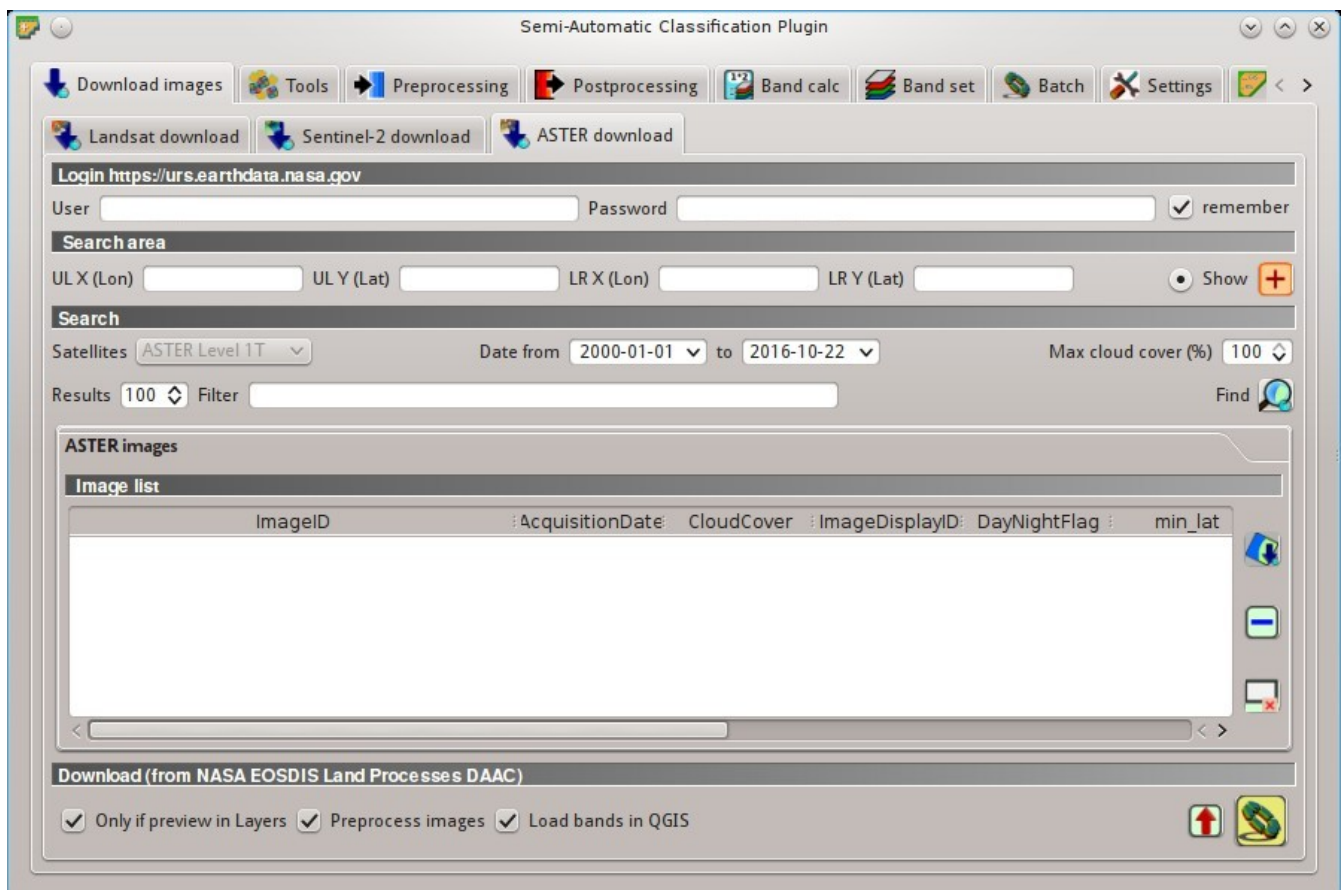 Semi-Automatic Classification Plugin
Download images Tools Preprocessing Postprocessing 1*2 Band calc Band set Batch Settings
Landsat download Sentinel-2 download ASTER download
Login https://urs.earthdata.nasa.gov
User Password remember
Search area
UL X (Lon) UL Y (Lat) LR X (Lon) LR Y (Lat) Show
Search
Satellites ASTER Level 1T Date from 2000-01-01 to 2016-10-22 Max cloud cover (%) 100
Results 100 Filter Find
ASTER images
Image list
ImageID AcquisitionDate CloudCover ImageDisplayID DayNightFlag min_lat
Download (from NASA EOSDIS Land Processes DAAC)
Only if preview in Layers Preprocess images Load bands in QGIS